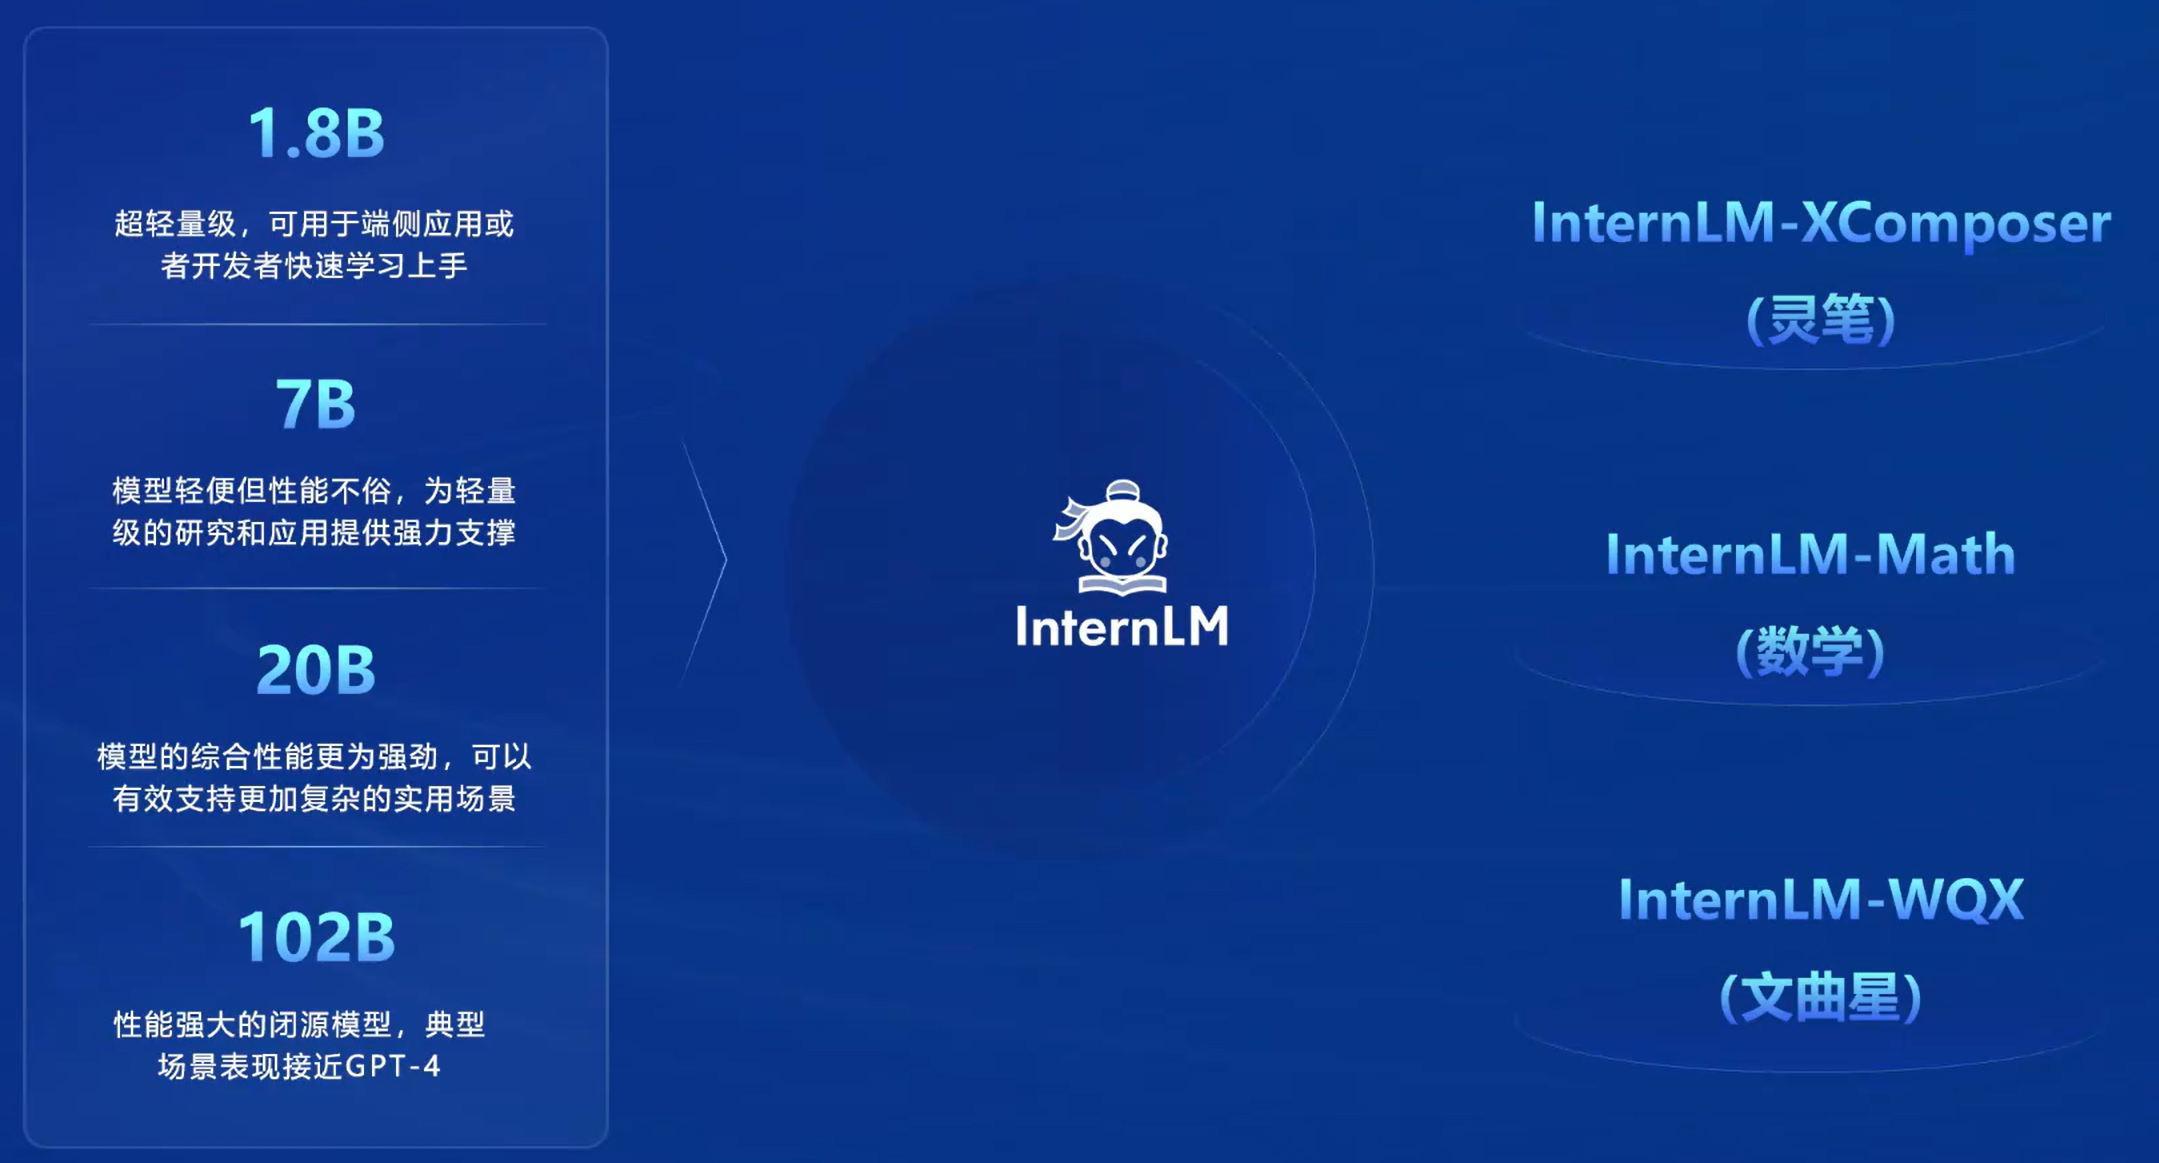 1.8B
超轻量级，可用于端侧应用或
者开发者快速学习上手
7B
模型轻便但性能不俗，为轻量
级的研究和应用提供强力支撑
20B
模型的综合性能更为强劲，可以
有效支持更加复杂的实用场景
102B
性能强大的闭源模型，典型
场景表现接近GPT-4
InternLM
InternLM-XComposer
(灵笔)
InternLM-Math
(数学)
InternLM-WQX
(文曲星)